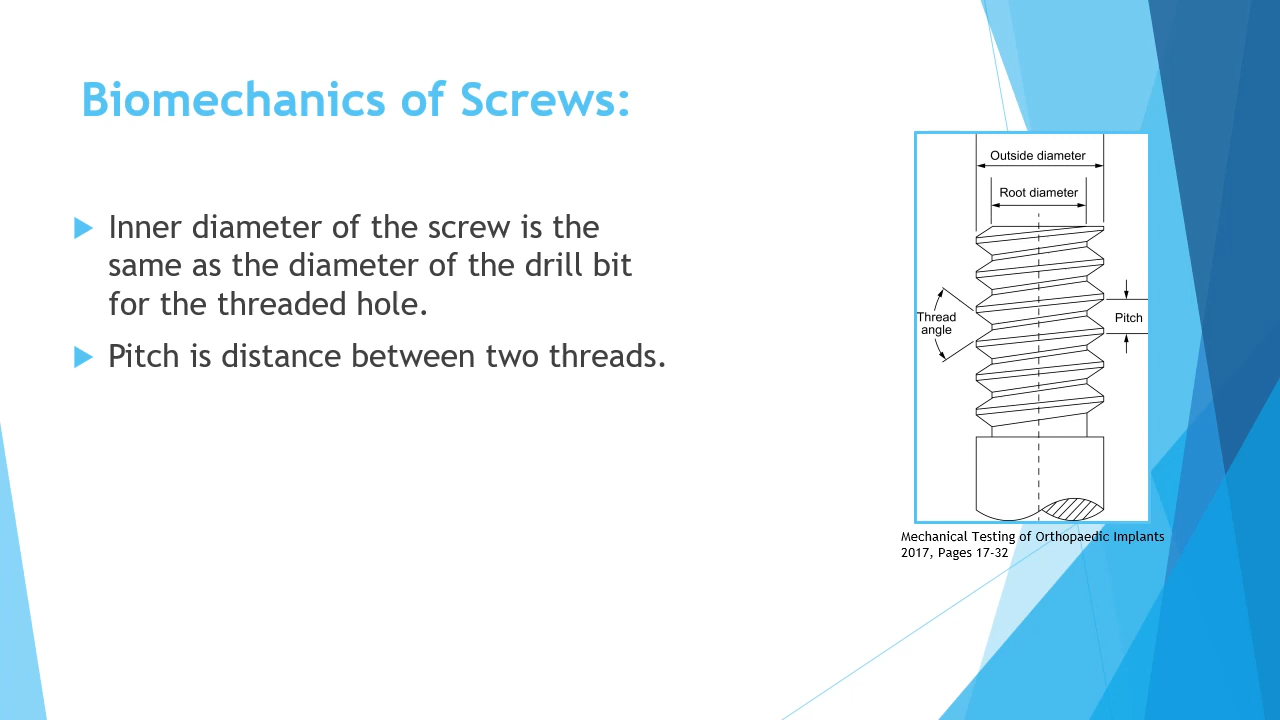 Biomechanics of Screws:
Inner diameter of the screw is the
same as the diameter of the drill bit
for the threaded hole.
Pitch is distance between two threads.
Outside diameter
Root diameter
Thread
angle
Pitch
Mechanical Testing of Orthopaedic Implants
2017, Pages 17-32